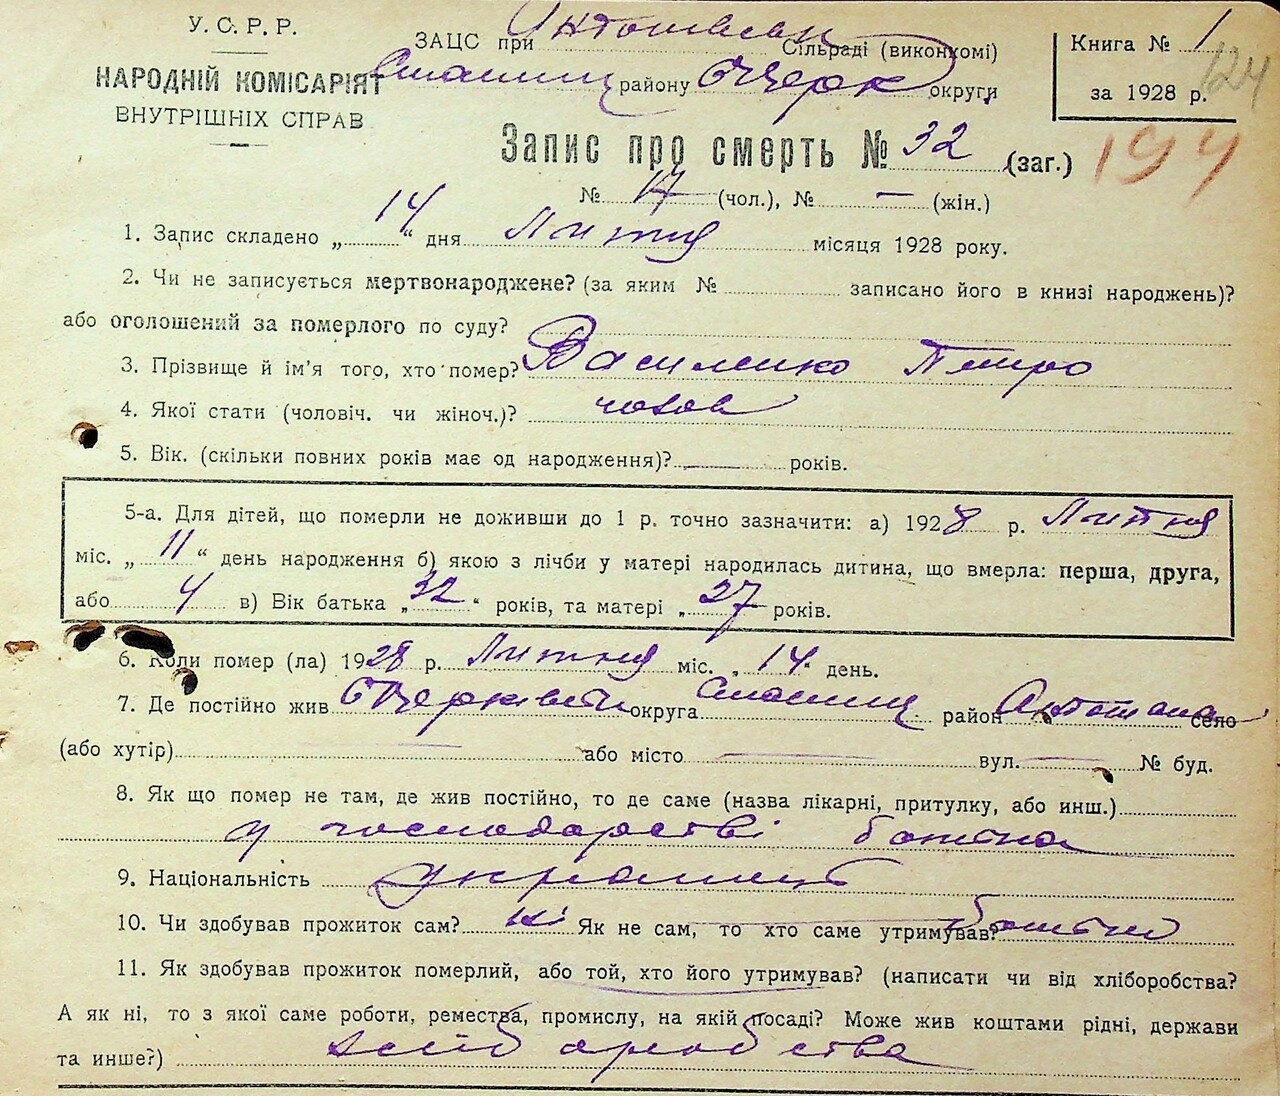 У.С.Р.Р.
НАРОДНІЙ КОМІСАРІЯТ
ВНУТРІШНІХ СПРАВ
ЗАЦС при Антонівськ Сільраді (виконкомі)
району БЦерк округи
Книга № 1
за 1928 р.
124
194
Запис про смерть № 32 (заг.)
№ 17 (чол.), № — (жін.)
1. Запис складено „ 14 “ дня Лютня місяця 1928 року.
2. Чи не записується мертвонароджене? (за яким № записано його в книзі народжень)?
або оголошений за померлого по суду?
3. Прізвище й ім'я того, хто помер? Василенко Петро
4. Якої стати (чоловіч. чи жіноч.)? чолов
5. Вік. (скільки повних років має од народження)? — років.
5-а. Для дітей, що померли не доживши до 1 р. точно зазначити: а) 1928 р. Лютня
міс. „ 11 “ день народження б) якою з лічби у матері народилась дитина, що вмерла: перша, друга,
або 4 в) Вік батька „ 32 “ років, та матері „ 27 років.
6. Коли помер (ла) 1928 р. Лютня міс. „ 14 “ день.
7. Де постійно жив БЦерківськ округа район село
(або хутір) — або місто — вул. — № буд.
8. Як що помер не там, де жив постійно, то де саме (назва лікарні, притулку, або инш.)
у господарстві батька
9. Національність українець
10. Чи здобував прожиток сам? ні Як не сам, то хто саме утримував? батько
11. Як здобував прожиток померлий, або той, хто його утримував? (написати чи від хліборобства?
А як ні, то з якої саме роботи, ремества, промислу, на якій посаді? Може жив коштами рідні, держави
та инше?) хліборобства